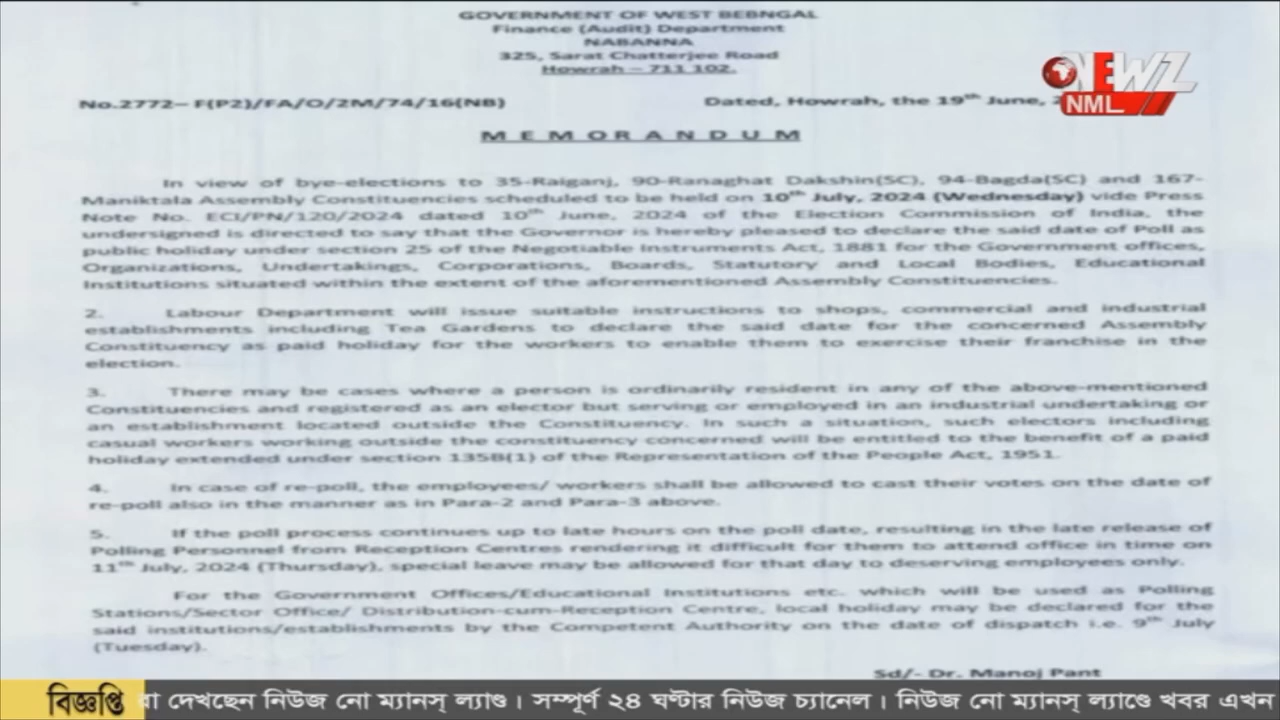 GOVERNMENT OF WEST BEBNGAL
Finance (Audit) Department
NABANNA
325, Sarat Chatterjee Road
Howrah – 711 102.
No.2772– F(P2)/FA/O/2M/74/16(NB) Dated, Howrah, the 19th June,
NEWZ
NML
MEMORANDUM
In view of bye-elections to 35-Raiganj, 90-Ranaghat Dakshin(SC), 94-Bagda(SC) and 167-
Maniktala Assembly Constituencies scheduled to be held on 10th July, 2024 (Wednesday) vide Press
Note No. ECI/PN/120/2024 dated 10th June, 2024 of the Election Commission of India, the
undersigned is directed to say that the Governor is hereby pleased to declare the said date of Poll as
public holiday under section 25 of the Negotiable Instruments Act, 1881 for the Government offices,
Organizations, Undertakings, Corporations, Boards, Statutory and Local Bodies, Educational
Institutions situated within the extent of the aforementioned Assembly Constituencies.
2. Labour Department will issue suitable instructions to shops, commercial and industrial
establishments including Tea Gardens to declare the said date for the concerned Assembly
Constituency as paid holiday for the workers to enable them to exercise their franchise in the
election.
3. There may be cases where a person is ordinarily resident in any of the above-mentioned
Constituencies and registered as an elector but serving or employed in an industrial undertaking or
an establishment located outside the Constituency. In such a situation, such electors including
casual workers working outside the constituency concerned will be entitled to the benefit of a paid
holiday extended under section 135B(1) of the Representation of the People Act, 1951.
4. In case of re-poll, the employees/ workers shall be allowed to cast their votes on the date of
re-poll also in the manner as in Para-2 and Para-3 above.
5. If the poll process continues up to late hours on the poll date, resulting in the late release of
Polling Personnel from Reception Centres rendering it difficult for them to attend office in time on
11th July, 2024 (Thursday), special leave may be allowed for that day to deserving employees only.
For the Government Offices/Educational Institutions etc. which will be used as Polling
Stations/Sector Office/ Distribution-cum-Reception Centre, local holiday may be declared for the
said institutions/establishments by the Competent Authority on the date of dispatch i.e. 9th July
(Tuesday).
Sd/- Dr. Manoj Pant
বিজ্ঞপ্তি দেখছেন নিউজ নো ম্যানস্ ল্যাণ্ড। সম্পূর্ণ ২৪ ঘণ্টার নিউজ চ্যানেল। নিউজ নো ম্যানস্ ল্যাণ্ডে খবর এখন